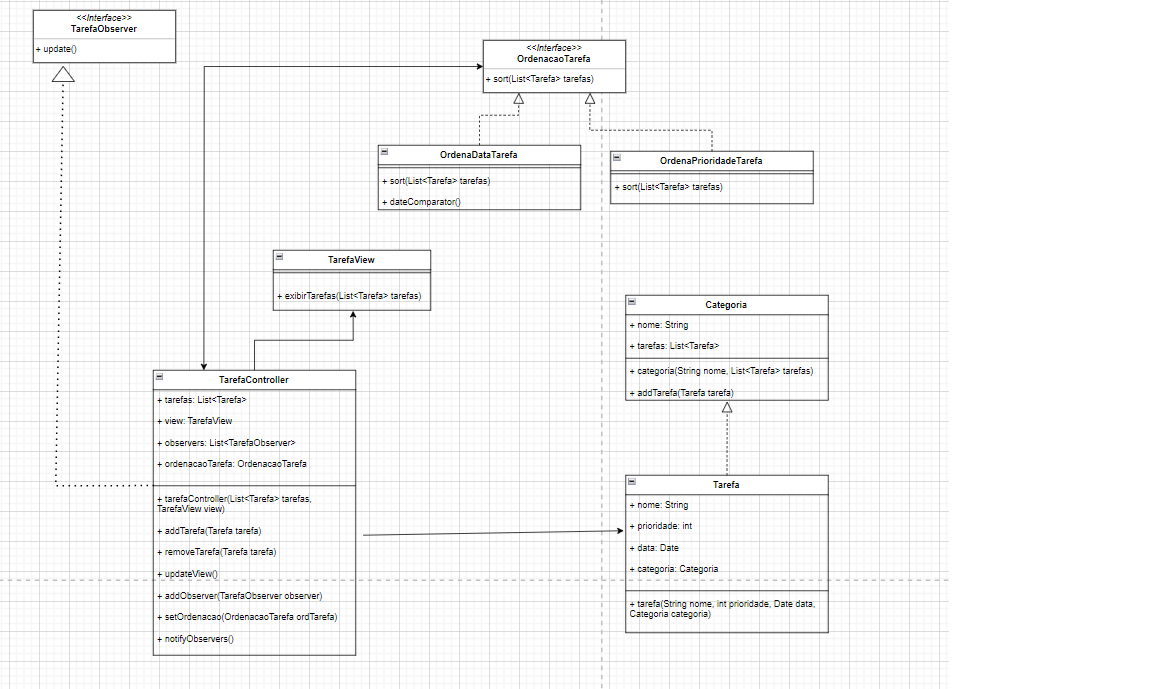 <<Interface>>
TarefaObserver
+ update()
<<Interface>>
OrdenacaoTarefa
+ sort(List<Tarefa> tarefas)
OrdenaDataTarefa
+ sort(List<Tarefa> tarefas)
+ dateComparator()
OrdenaPrioridadeTarefa
+ sort(List<Tarefa> tarefas)
TarefaView
+ exibirTarefas(List<Tarefa> tarefas)
Categoria
+ nome: String
+ tarefas: List<Tarefa>
+ categoria(String nome, List<Tarefa> tarefas)
+ addTarefa(Tarefa tarefa)
TarefaController
+ tarefas: List<Tarefa>
+ view: TarefaView
+ observers: List<TarefaObserver>
+ ordenacaoTarefa: OrdenacaoTarefa
+ tarefaController(List<Tarefa> tarefas,
TarefaView view)
+ addTarefa(Tarefa tarefa)
+ removeTarefa(Tarefa tarefa)
+ updateView()
+ addObserver(TarefaObserver observer)
+ setOrdenacao(OrdenacaoTarefa ordTarefa)
+ notifyObservers()
Tarefa
+ nome: String
+ prioridade: int
+ data: Date
+ categoria: Categoria
+ tarefa(String nome, int prioridade, Date data,
Categoria categoria)